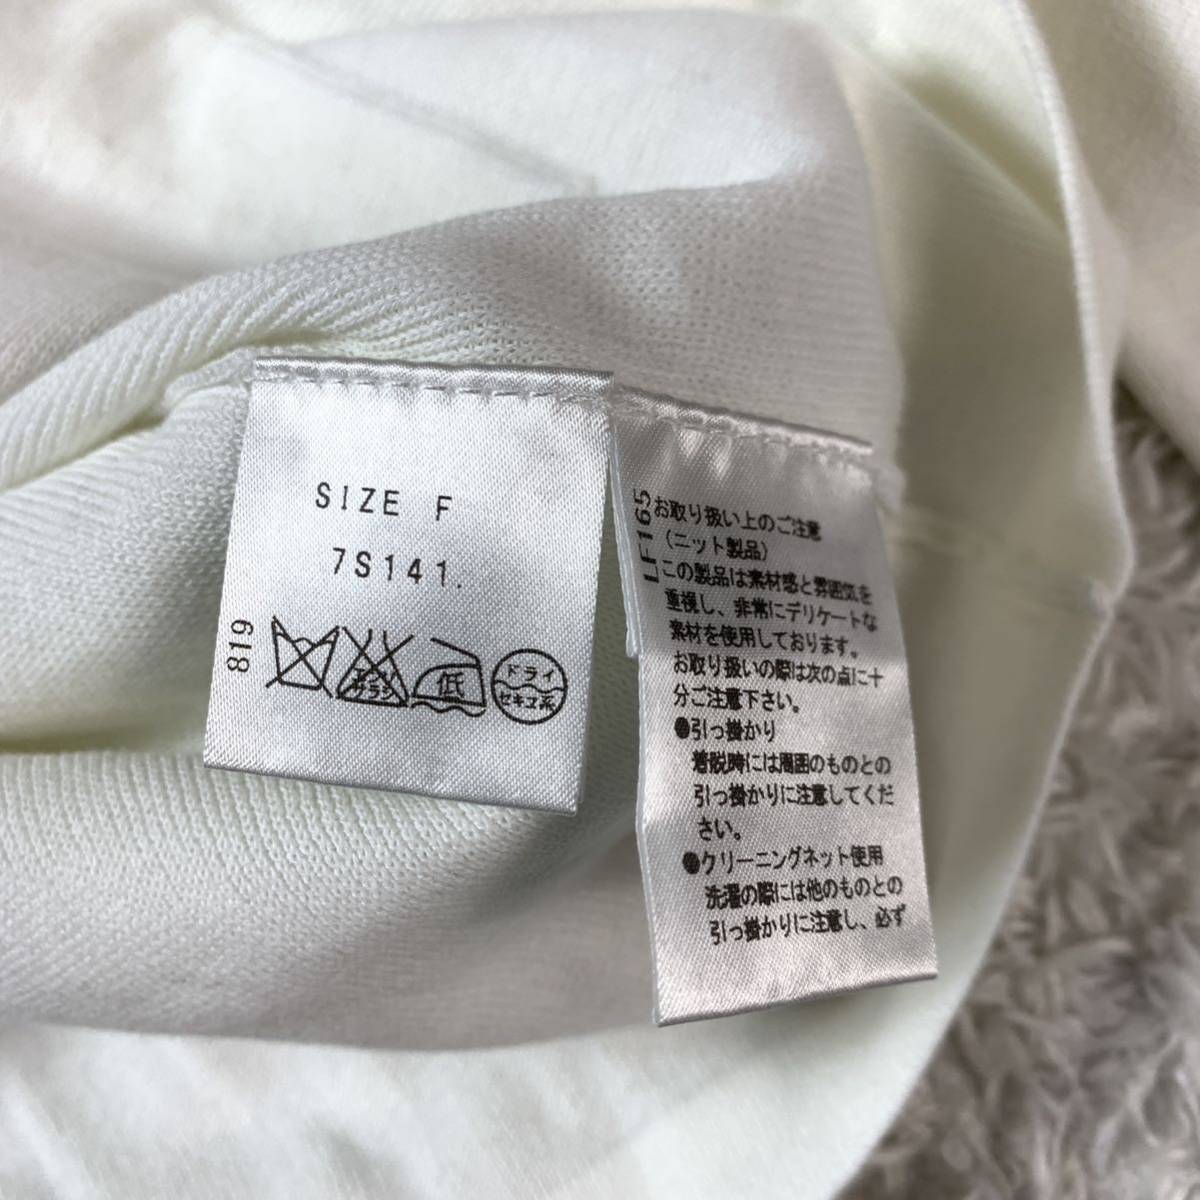 SIZE F
7S141.
819
エンソ
サラシ
低
ドライ
セキユ系
LF165
お取り扱い上のご注意
(ニット製品)
この製品は素材感と雰囲気を
重視し、非常にデリケートな
素材を使用しております。
お取り扱いの際は次の点に十
分ご注意下さい。
●引っ掛かり
着脱時には周囲のものとの
引っ掛かりに注意してくだ
さい。
●クリーニングネット使用
洗濯の際には他のものとの
引っ掛かりに注意し、必ず